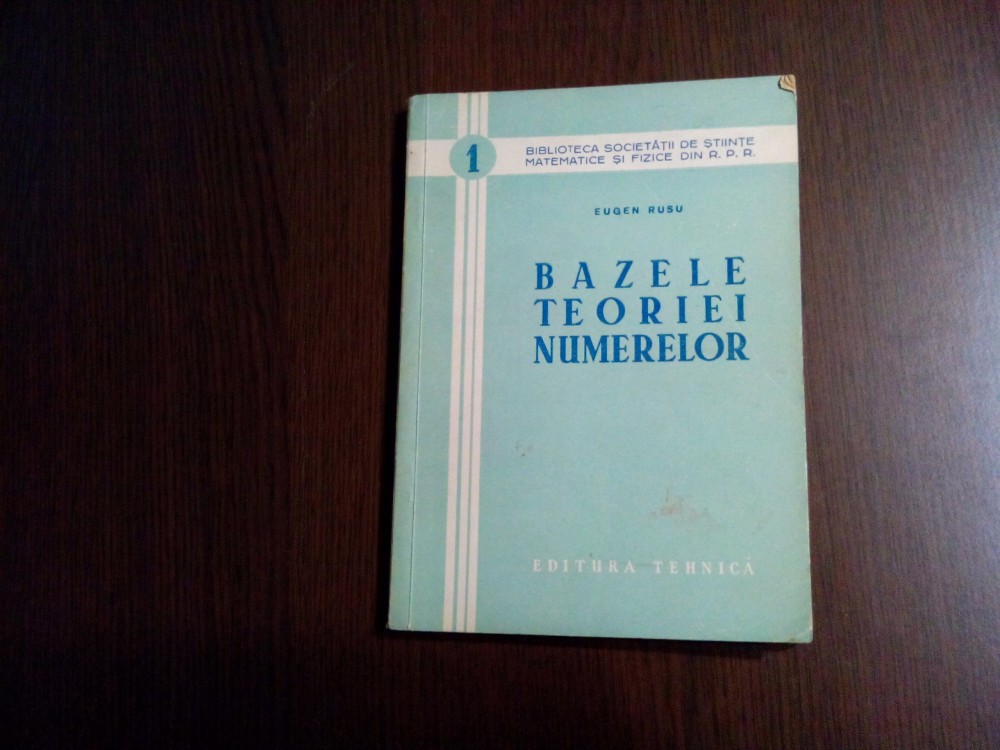 1
BIBLIOTECA SOCIETĂȚII DE ȘTIINȚE
MATEMATICE ȘI FIZICE DIN R. P. R.
EUGEN RUSU
BAZELE
TEORIEI
NUMERELOR
EDITURA TEHNICĂ